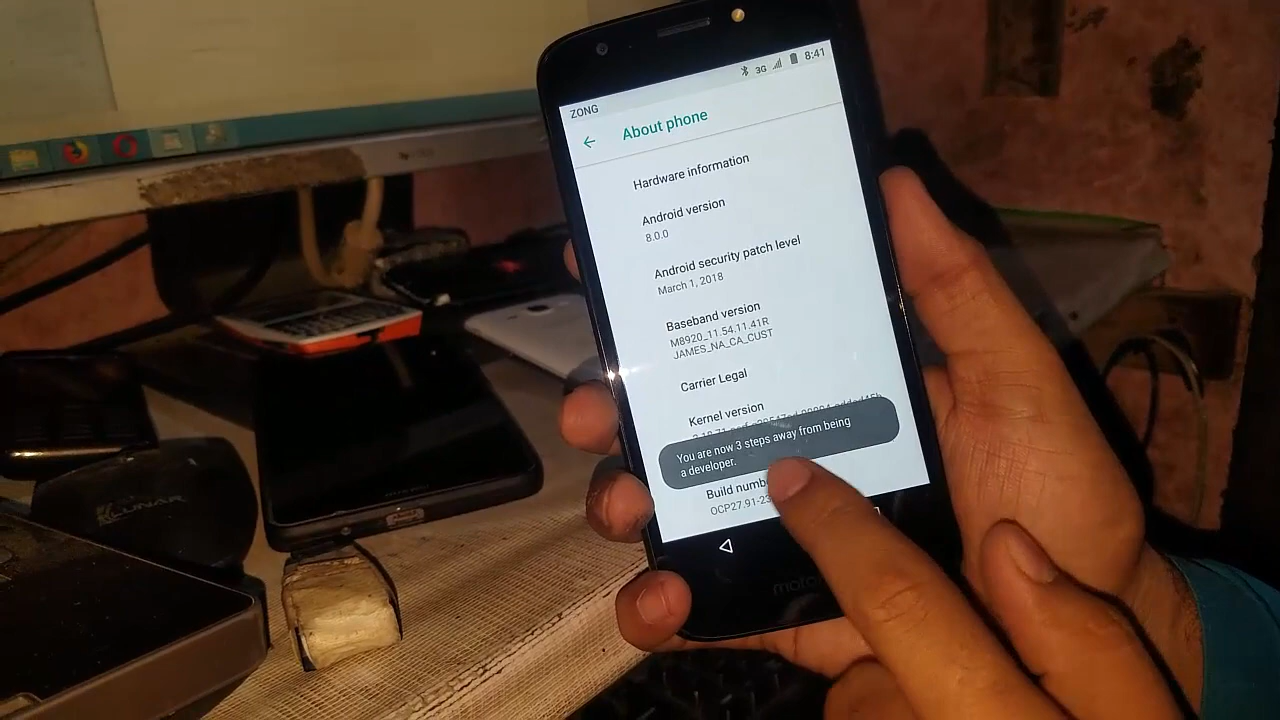 ZONG
3G
8:41
About phone
Hardware information
Android version
8.0.0
Android security patch level
March 1, 2018
Baseband version
M8920_11.54.11.41R
JAMES_NA_CA_CUST
Carrier Legal
Kernel version
You are now 3 steps away from being
a developer.
Build
OCP27.91-23
LUNAR